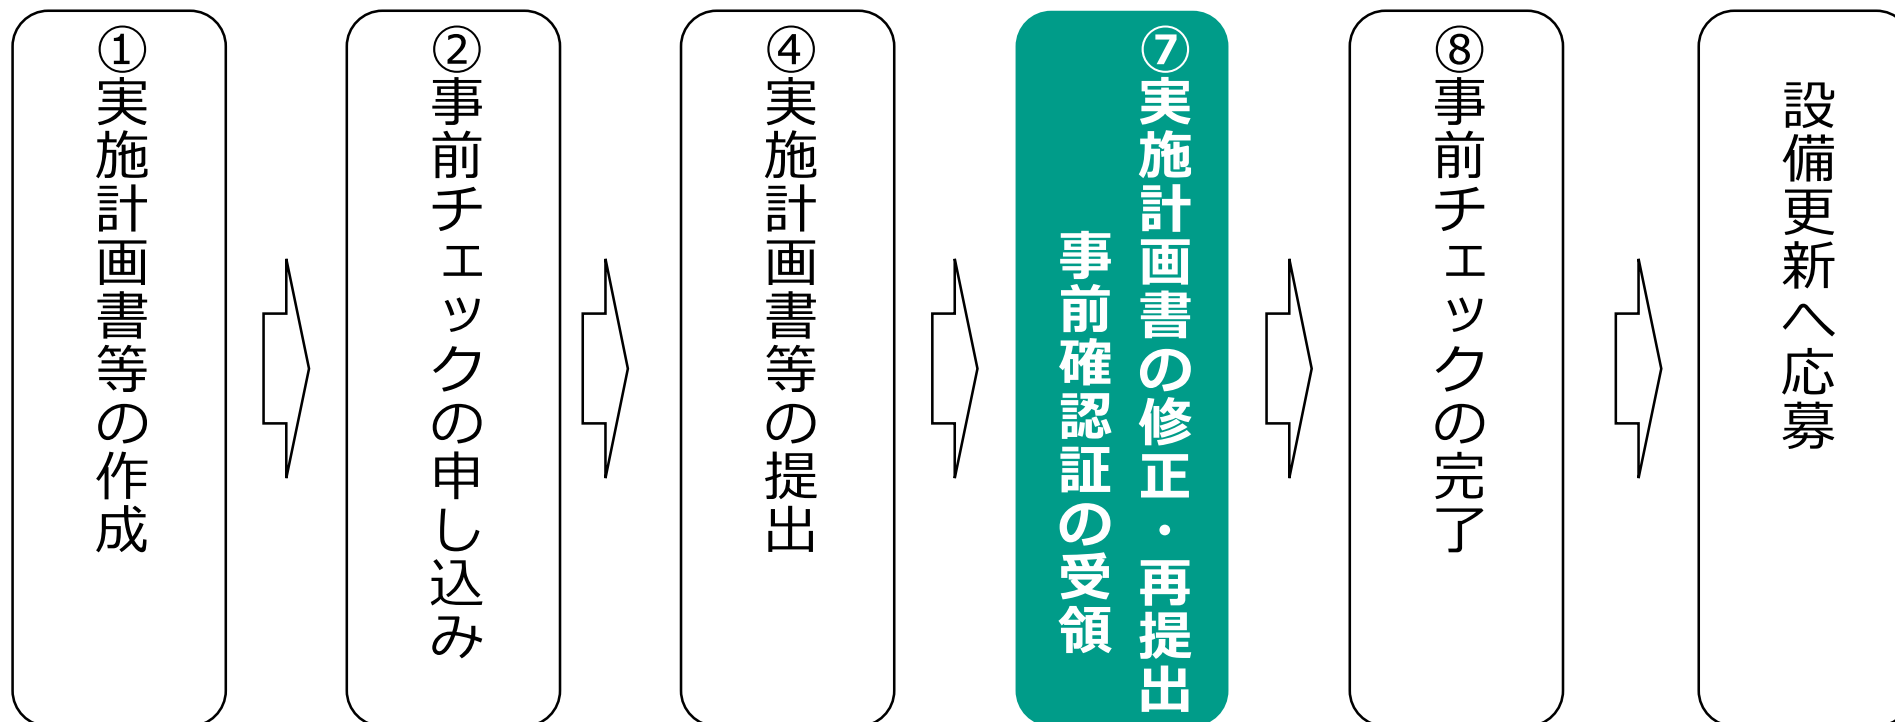 ①実施計画書等の作成
②事前チェックの申し込み
④実施計画書等の提出
⑦実施計画書の修正・再提出
事前確認証の受領
⑧事前チェックの完了
設備更新へ応募